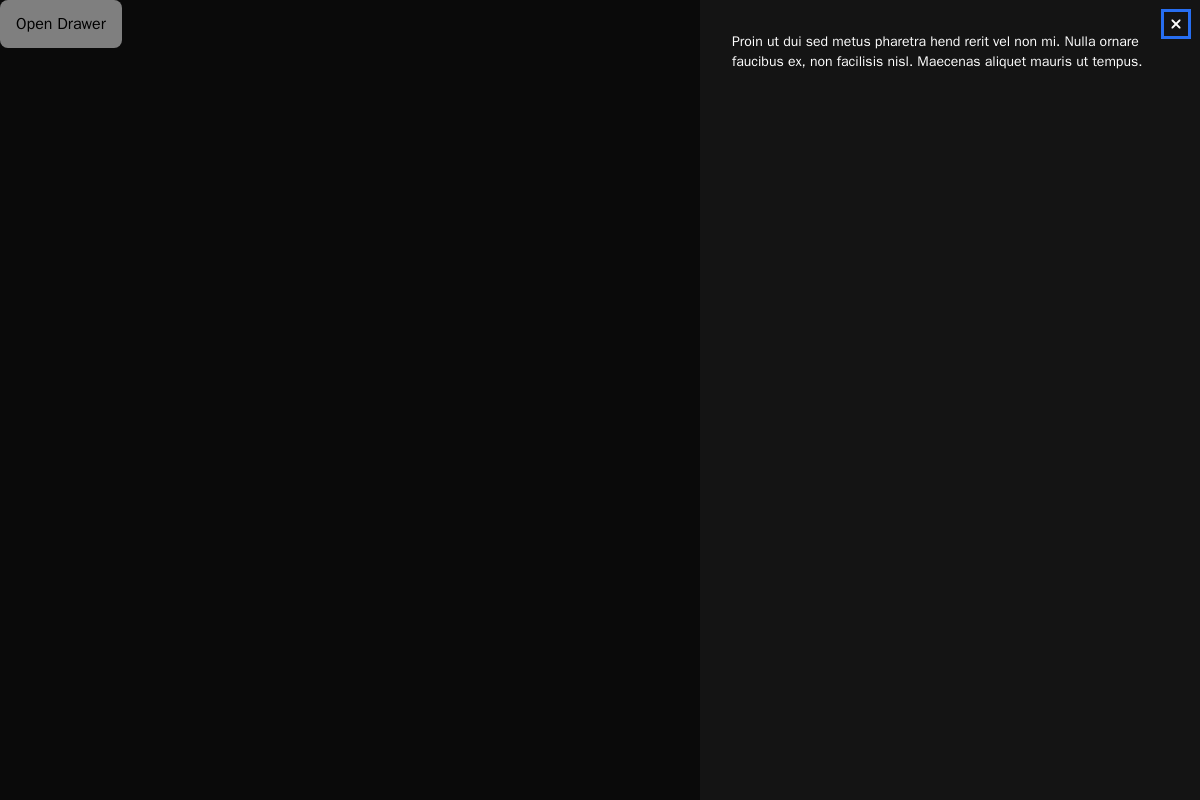 Open Drawer
Proin ut dui sed metus pharetra hend rerit vel non mi. Nulla ornare
faucibus ex, non facilisis nisl. Maecenas aliquet mauris ut tempus.